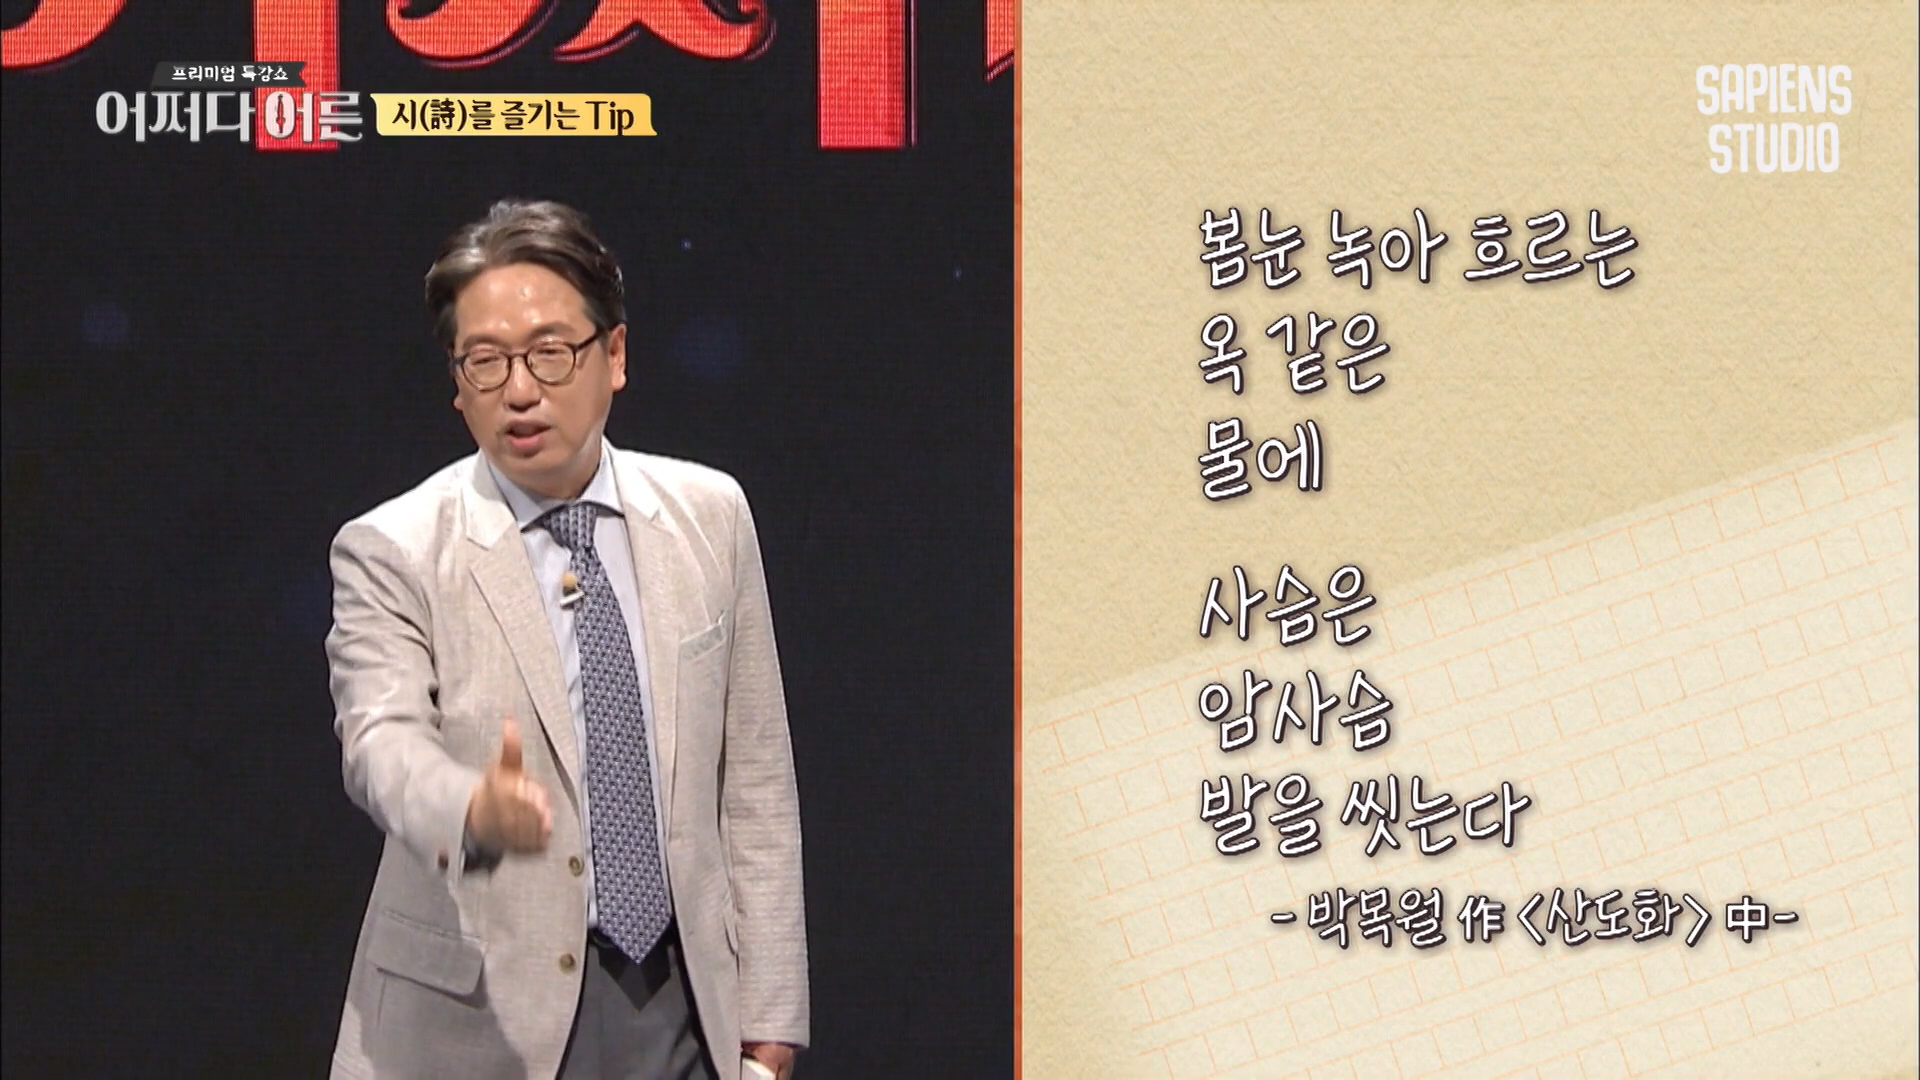 프리미엄 특강쇼
어쩌다 어른
시(詩)를 즐기는 Tip
SAPIENS
STUDIO
봄눈 녹아 흐르는
옥 같은
물에
사슴은
암사슴
발을 씻는다
-박목월 作 <산도화> 中-